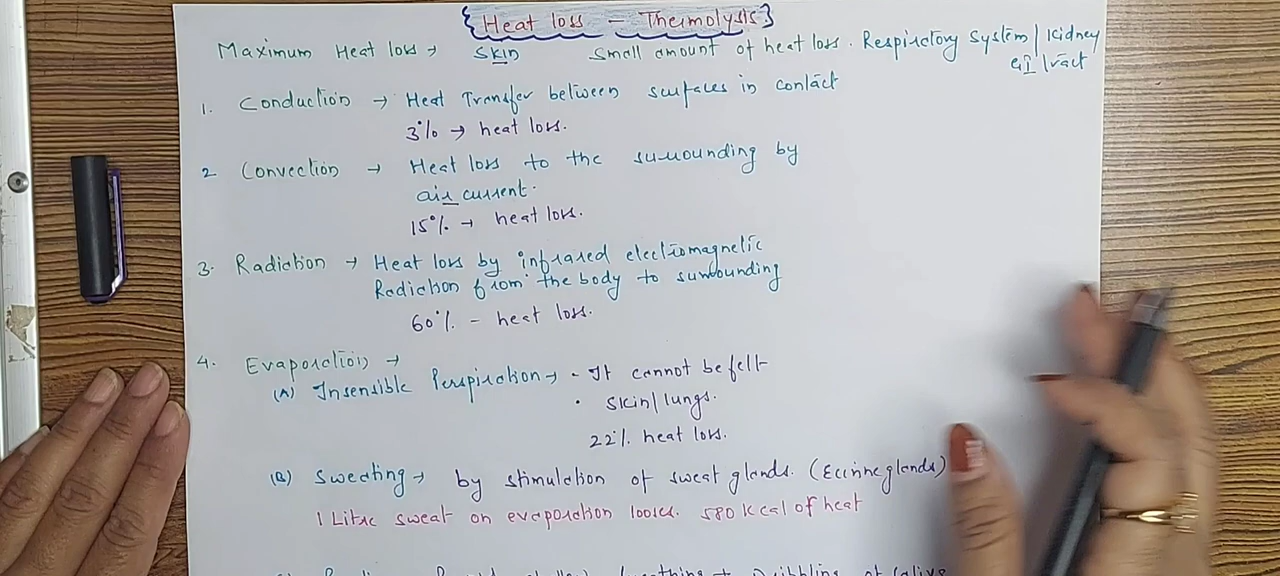 {Heat loss - Thermolysis}
Maximum Heat loss → Skin Small amount of heat loss. Respiratory System / Kidney
GI Tract
1. Conduction → Heat Transfer between surfaces in contact
3% → heat loss.
2 Convection → Heat loss to the surrounding by
air current.
15% → heat loss.
3. Radiation → Heat loss by infrared electromagnetic
Radiation from the body to surrounding
60% - heat loss.
4. Evaporation →
(A) Insensible Perspiration → - It cannot be felt
• Skin/lungs.
22% heat loss.
(B) Sweating → by stimulation of sweat glands. (Eccrine glands)
1 Litre sweat on evaporation looses. 580 Kcal of heat